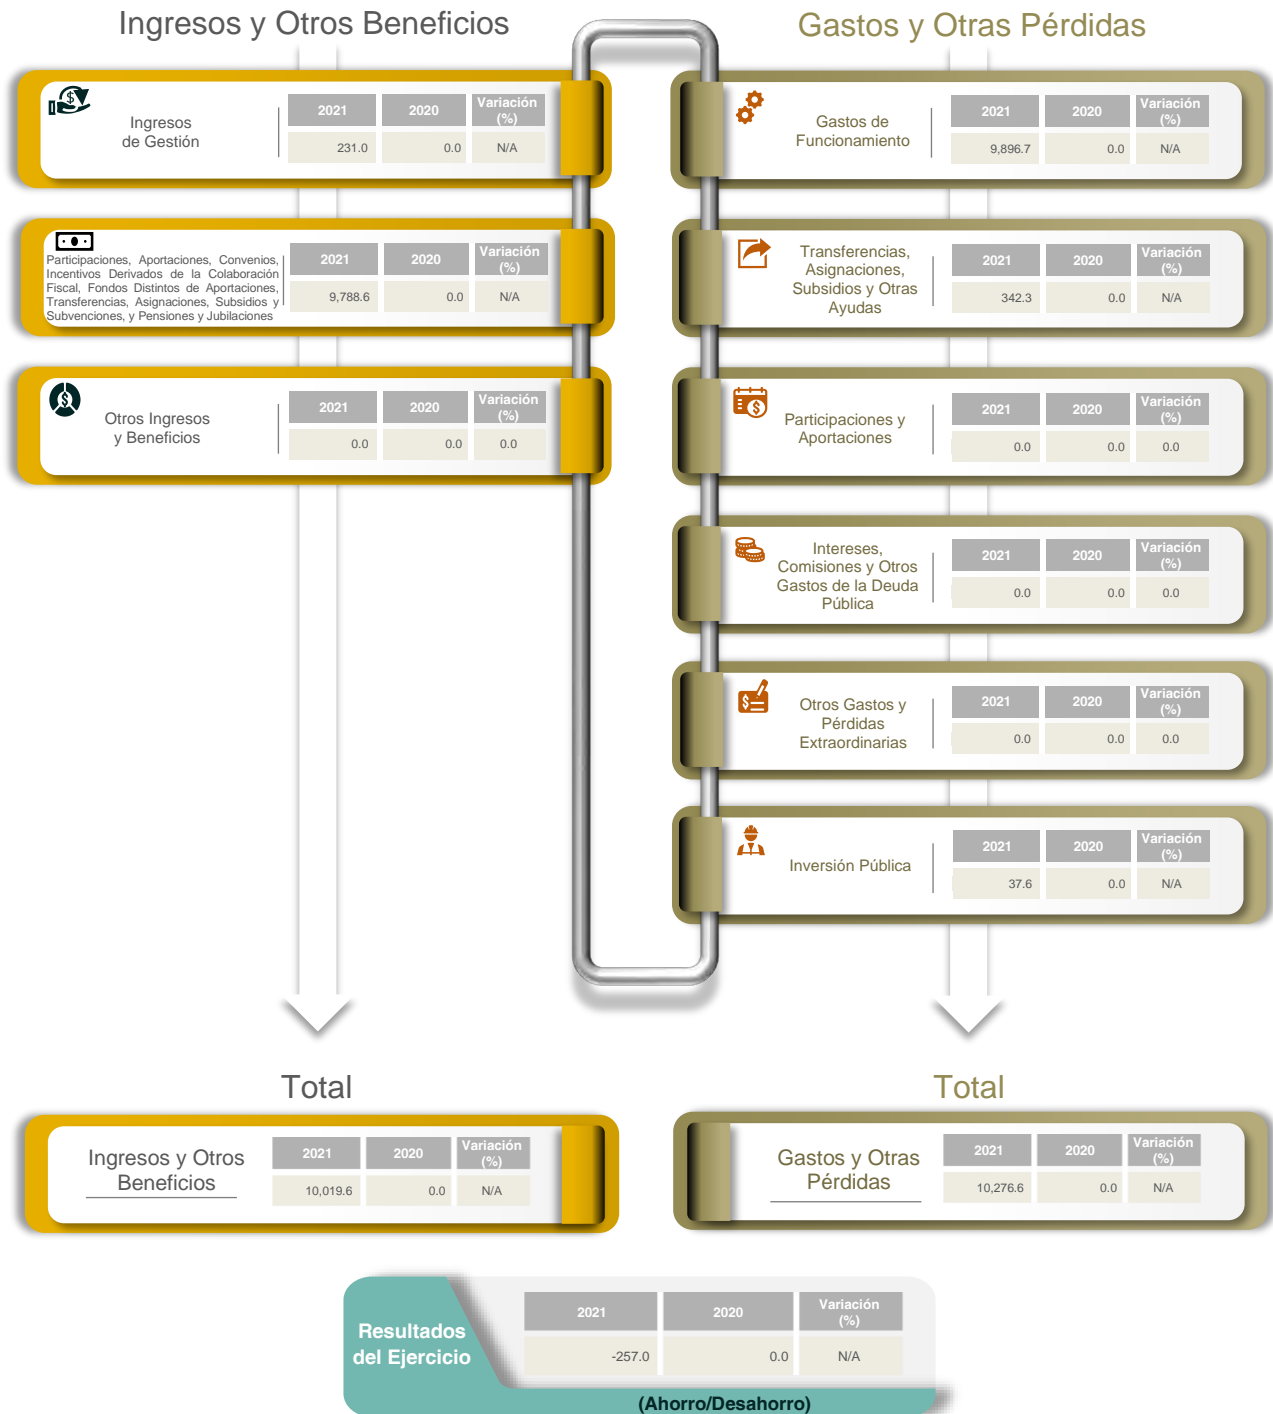 Ingresos y Otros Beneficios
Ingresos
de Gestión
2021 2020 Variación (%)
231.0 0.0 N/A
Participaciones, Aportaciones, Convenios,
Incentivos Derivados de la Colaboración
Fiscal, Fondos Distintos de Aportaciones,
Transferencias, Asignaciones, Subsidios y
Subvenciones, y Pensiones y Jubilaciones
2021 2020 Variación (%)
9,788.6 0.0 N/A
Otros Ingresos
y Beneficios
2021 2020 Variación (%)
0.0 0.0 0.0
Total
Ingresos y Otros
Beneficios
2021 2020 Variación (%)
10,019.6 0.0 N/A
Gastos y Otras Pérdidas
Gastos de
Funcionamiento
2021 2020 Variación (%)
9,896.7 0.0 N/A
Transferencias,
Asignaciones,
Subsidios y Otras
Ayudas
2021 2020 Variación (%)
342.3 0.0 N/A
Participaciones y
Aportaciones
2021 2020 Variación (%)
0.0 0.0 0.0
Intereses,
Comisiones y Otros
Gastos de la Deuda
Pública
2021 2020 Variación (%)
0.0 0.0 0.0
Otros Gastos y
Pérdidas
Extraordinarias
2021 2020 Variación (%)
0.0 0.0 0.0
Inversión Pública
2021 2020 Variación (%)
37.6 0.0 N/A
Total
Gastos y Otras
Pérdidas
2021 2020 Variación (%)
10,276.6 0.0 N/A
Resultados
del Ejercicio
2021 2020 Variación (%)
-257.0 0.0 N/A
(Ahorro/Desahorro)